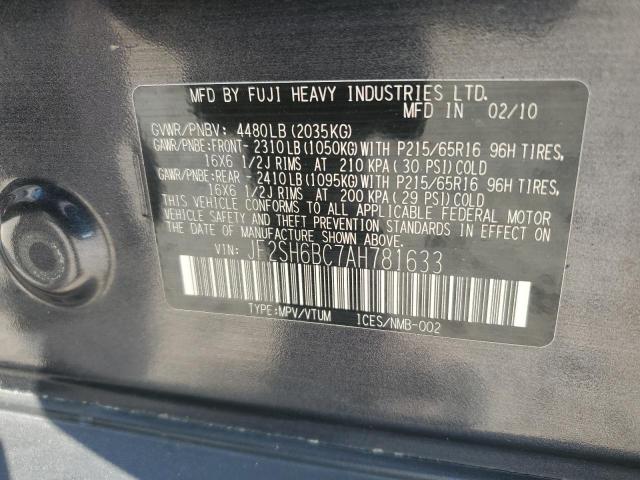 MFD BY FUJI HEAVY INDUSTRIES LTD.
MFD IN 02/10
GVWR/PNBV: 4480LB(2035KG)
GAWR/PNBE:FRONT- 2310LB(1050KG)WITH P215/65R16 96H TIRES,
16X6 1/2J RIMS AT 210 KPA(30 PSI)COLD
GAWR/PNBE:REAR - 2410LB(1095KG)WITH P215/65R16 96H TIRES,
16X6 1/2J RIMS AT 200 KPA(29 PSI)COLD
THIS VEHICLE CONFORMS TO ALL APPLICABLE FEDERAL MOTOR
VEHICLE SAFETY AND THEFT PREVENTION STANDARDS IN EFFECT ON
THE DATE OF MANUFACTURE SHOWN ABOVE.
VIN: JF2SH6BC7AH781633
TYPE:MPV/VTUM ICES/NMB-002